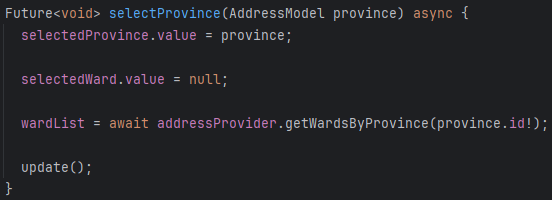 Future<void> selectProvince(AddressModel province) async {
selectedProvince.value = province;
selectedWard.value = null;
wardList = await addressProvider.getWardsByProvince(province.id!);
update();
}